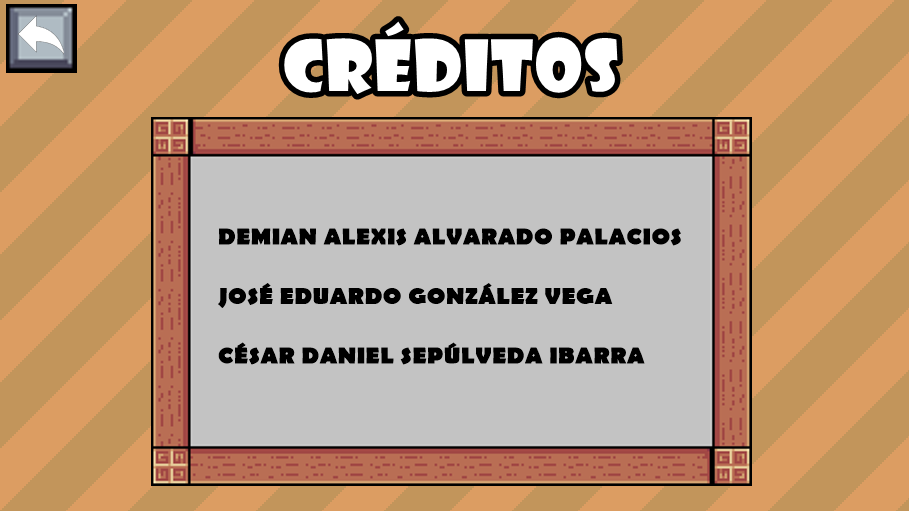 CRÉDITOS
DEMIAN ALEXIS ALVARADO PALACIOS
JOSÉ EDUARDO GONZÁLEZ VEGA
CÉSAR DANIEL SEPÚLVEDA IBARRA